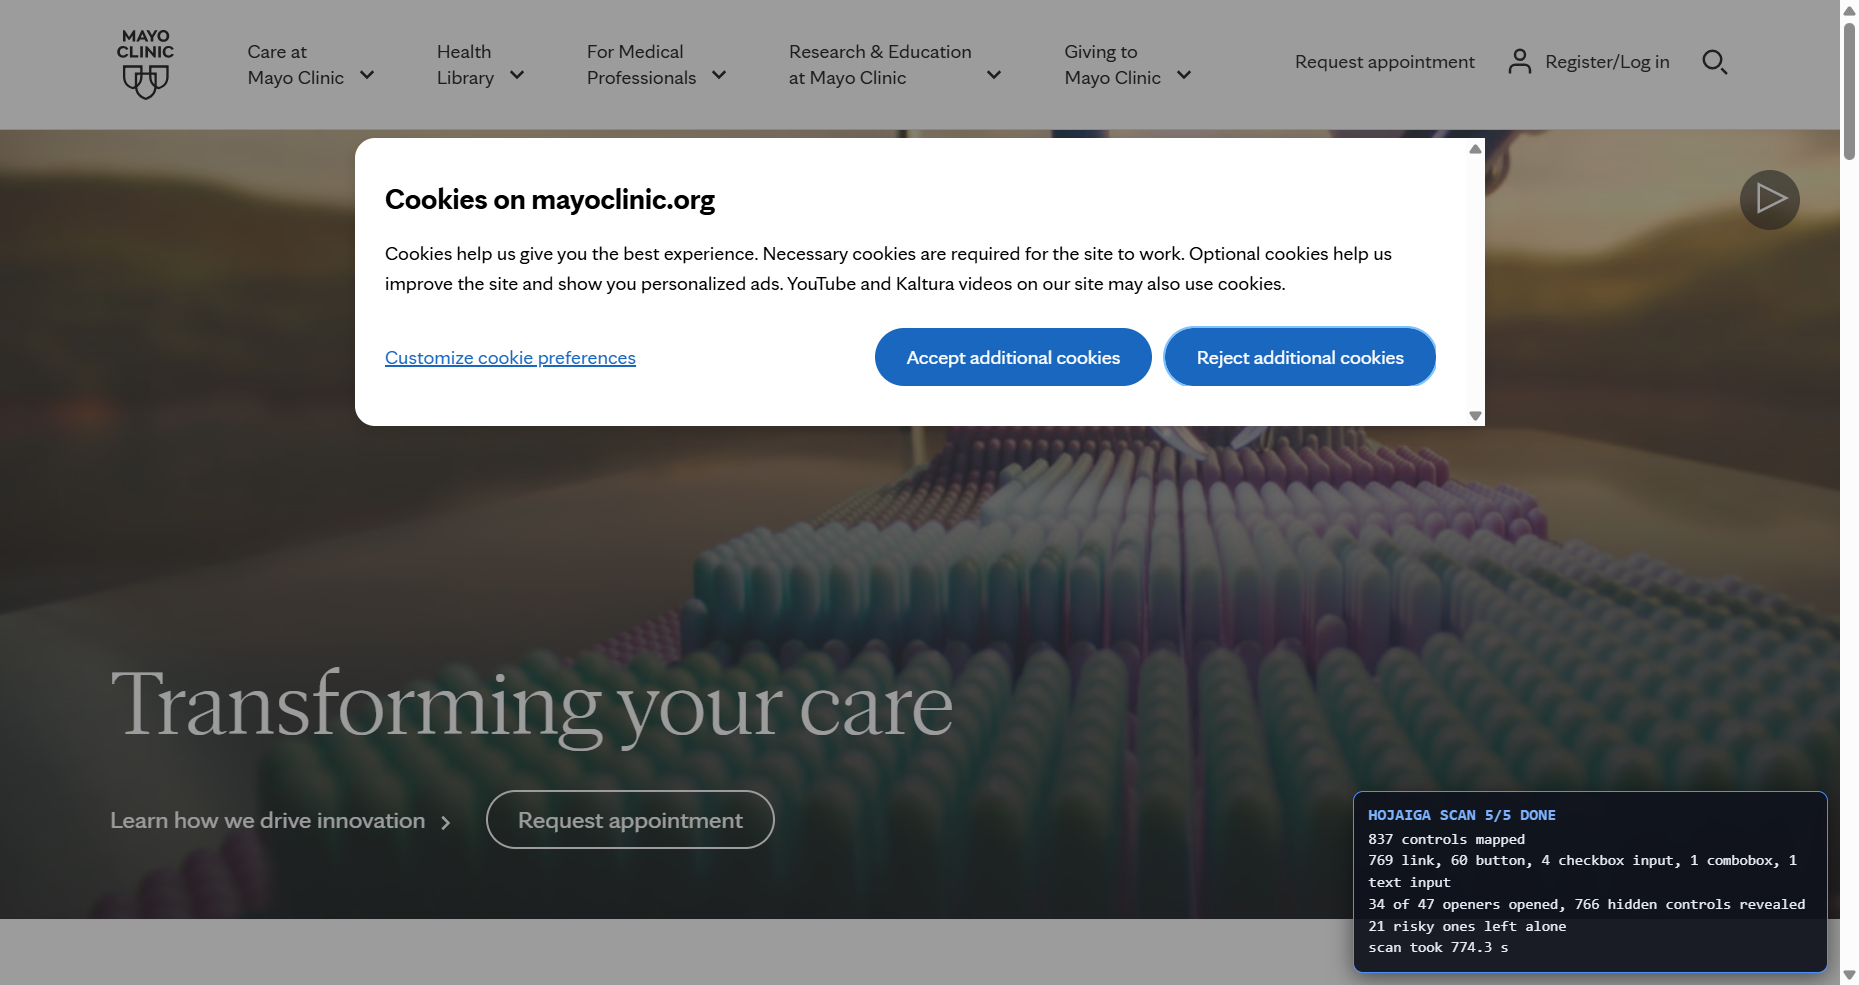 MAYO
CLINIC
Care at
Mayo Clinic
Health
Library
For Medical
Professionals
Research & Education
at Mayo Clinic
Giving to
Mayo Clinic
Request appointment
Register/Log in
Cookies on mayoclinic.org
Cookies help us give you the best experience. Necessary cookies are required for the site to work. Optional cookies help us
improve the site and show you personalized ads. YouTube and Kaltura videos on our site may also use cookies.
Customize cookie preferences
Accept additional cookies
Reject additional cookies
Transforming your care
Learn how we drive innovation
Request appointment
HOJAIGA SCAN 5/5 DONE
837 controls mapped
769 link, 60 button, 4 checkbox input, 1 combobox, 1
text input
34 of 47 openers opened, 766 hidden controls revealed
21 risky ones left alone
scan took 774.3 s